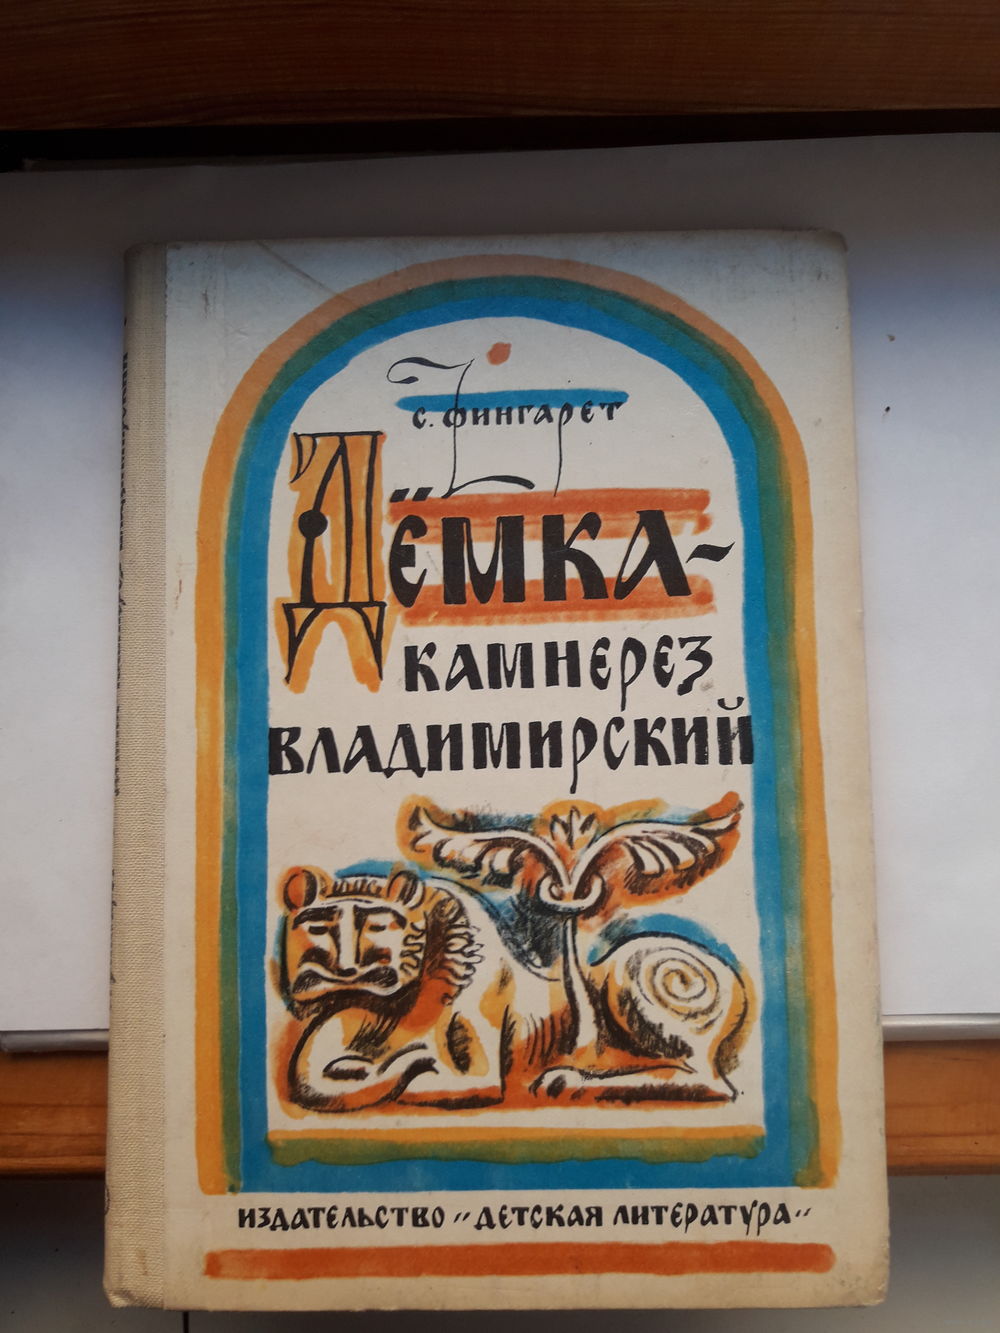 С. ФИНГАРЕТ
ДЁМКА-
КАМНЕРЕЗ
ВЛАДИМИРСКИЙ
ИЗДАТЕЛЬСТВО "ДЕТСКАЯ ЛИТЕРАТУРА"